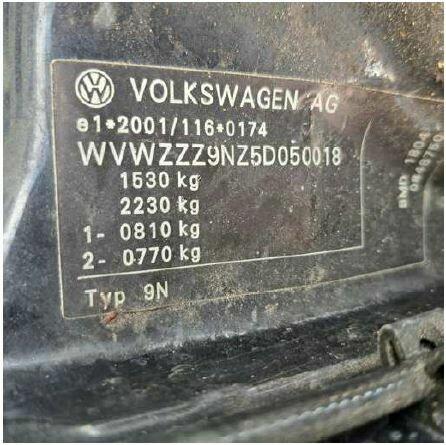 VOLKSWAGEN AG
e1*2001/116*0174
WVWZZZ9NZ5D050018
1530 kg
2230 kg
1- 0810 kg
2- 0770 kg
Typ 9N